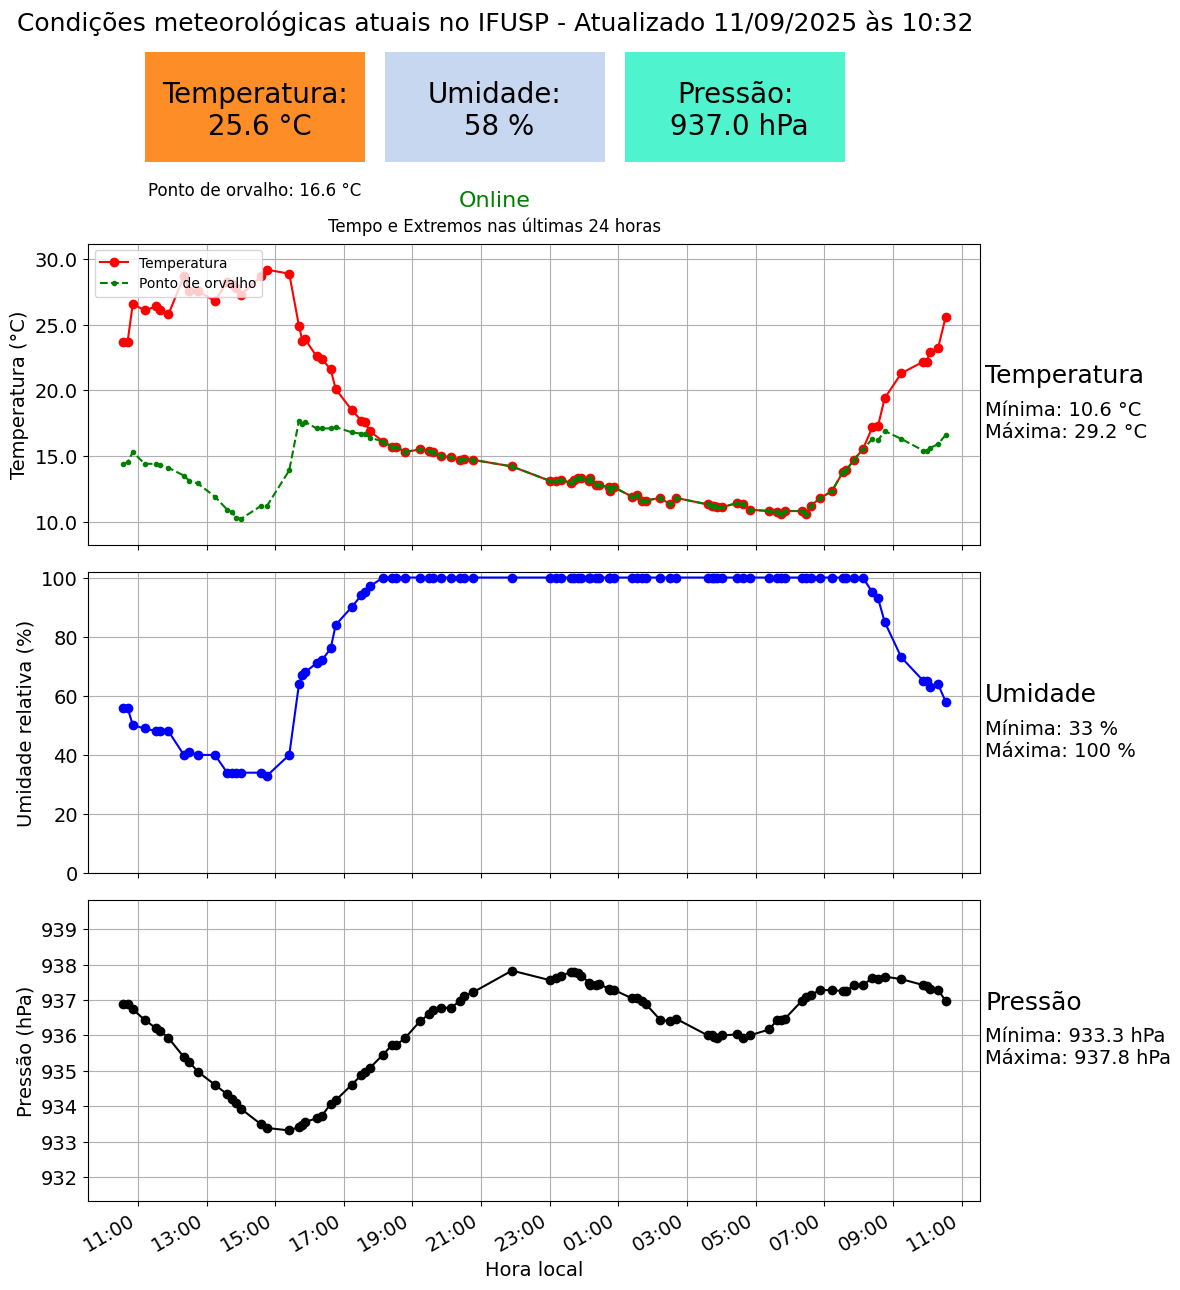 Condições meteorológicas atuais no IFUSP - Atualizado 11/09/2025 às 10:32
Temperatura:
25.6 °C
Umidade:
58 %
Pressão:
937.0 hPa
Ponto de orvalho: 16.6 °C
Online
Tempo e Extremos nas últimas 24 horas
Temperatura (°C)
30.0
25.0
20.0
15.0
10.0
Temperatura
Ponto de orvalho
Temperatura
Mínima: 10.6 °C
Máxima: 29.2 °C
Umidade relativa (%)
100
80
60
40
20
0
Umidade
Mínima: 33 %
Máxima: 100 %
Pressão (hPa)
939
938
937
936
935
934
933
932
Pressão
Mínima: 933.3 hPa
Máxima: 937.8 hPa
11:00
13:00
15:00
17:00
19:00
21:00
23:00
01:00
03:00
05:00
07:00
09:00
11:00
Hora local